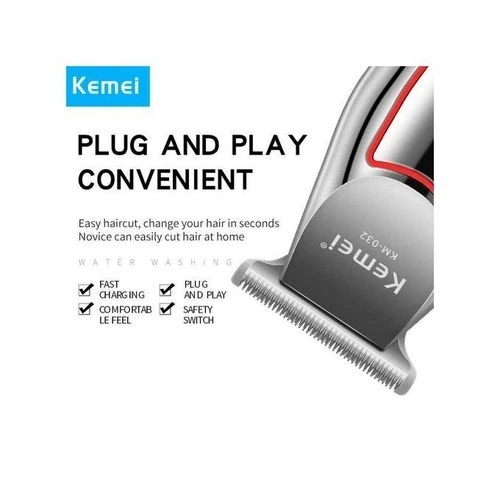 Kemei
PLUG AND PLAY
CONVENIENT
Easy haircut, change your hair in seconds
Novice can easily cut hair at home
WATER WASHING
FAST
CHARGING
PLUG
AND PLAY
COMFORTAB
LE FEEL
SAFETY
SWITCH
Kemei®
KM-032